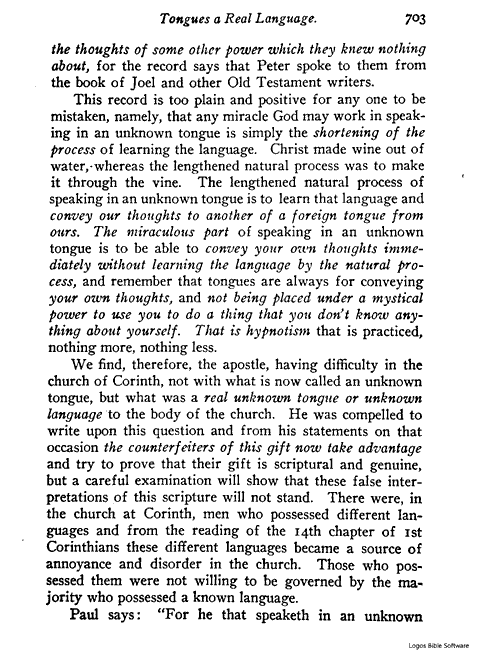 Tongues a Real Language. 703
the thoughts of some other power which they knew nothing
about, for the record says that Peter spoke to them from
the book of Joel and other Old Testament writers.
This record is too plain and positive for any one to be
mistaken, namely, that any miracle God may work in speak-
ing in an unknown tongue is simply the shortening of the
process of learning the language. Christ made wine out of
water, whereas the lengthened natural process was to make
it through the vine. The lengthened natural process of
speaking in an unknown tongue is to learn that language and
convey our thoughts to another of a foreign tongue from
ours. The miraculous part of speaking in an unknown
tongue is to be able to convey your own thoughts imme-
diately without learning the language by the natural pro-
cess, and remember that tongues are always for conveying
your own thoughts, and not being placed under a mystical
power to use you to do a thing that you don't know any-
thing about yourself. That is hypnotism that is practiced,
nothing more, nothing less.
We find, therefore, the apostle, having difficulty in the
church of Corinth, not with what is now called an unknown
tongue, but what was a real unknown tongue or unknown
language to the body of the church. He was compelled to
write upon this question and from his statements on that
occasion the counterfeiters of this gift now take advantage
and try to prove that their gift is scriptural and genuine,
but a careful examination will show that these false inter-
pretations of this scripture will not stand. There were, in
the church at Corinth, men who possessed different lan-
guages and from the reading of the 14th chapter of 1st
Corinthians these different languages became a source of
annoyance and disorder in the church. Those who pos-
sessed them were not willing to be governed by the ma-
jority who possessed a known language.
Paul says: "For he that speaketh in an unknown
Logos Bible Software